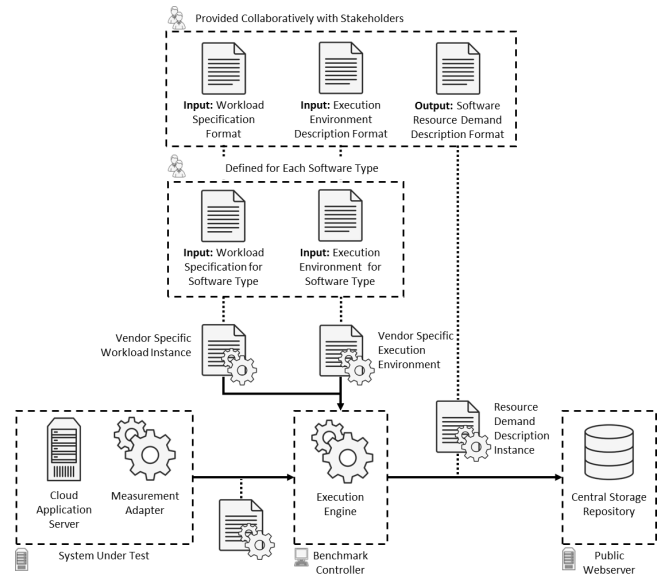 Provided Collaboratively with Stakeholders
Input: Workload
Specification
Format
Input: Execution
Environment
Description Format
Output: Software
Resource Demand
Description Format
Defined for Each Software Type
Input: Workload
Specification for
Software Type
Input: Execution
Environment for
Software Type
Vendor Specific
Workload Instance
Vendor Specific
Execution
Environment
Resource
Demand
Description
Instance
Cloud
Application
Server
Measurement
Adapter
Execution
Engine
Central Storage
Repository
System Under Test
Benchmark
Controller
Public
Webserver